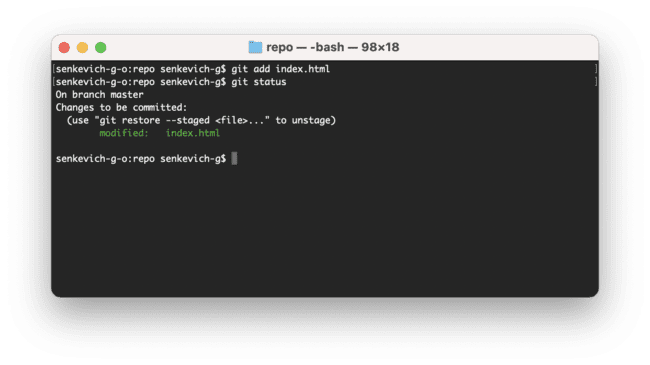 repo — -bash — 98×18
[senkevich-g-o:repo senkevich-g$ git add index.html ]
[senkevich-g-o:repo senkevich-g$ git status ]
On branch master
Changes to be committed:
  (use "git restore --staged <file>..." to unstage)
        modified:   index.html

senkevich-g-o:repo senkevich-g$